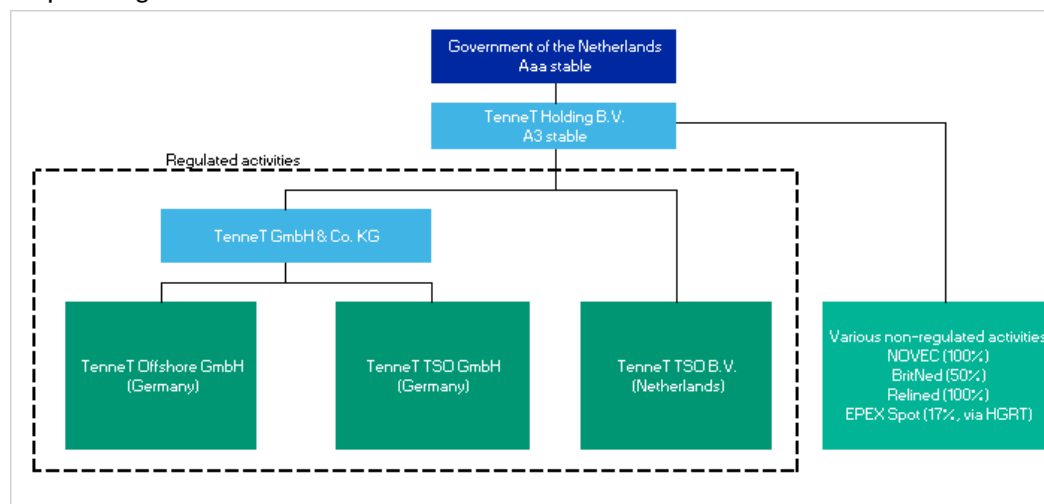 Government of the Netherlands
Aaa stable
TenneT Holding B.V.
A3 stable
Regulated activities
TenneT GmbH & Co. KG
TenneT Offshore GmbH
(Germany)
TenneT TSO GmbH
(Germany)
TenneT TSO B.V.
(Netherlands)
Various non-regulated activities
NOVEC (100%)
BritNed (50%)
Relined (100%)
EPEX Spot (17%, via HGRT)